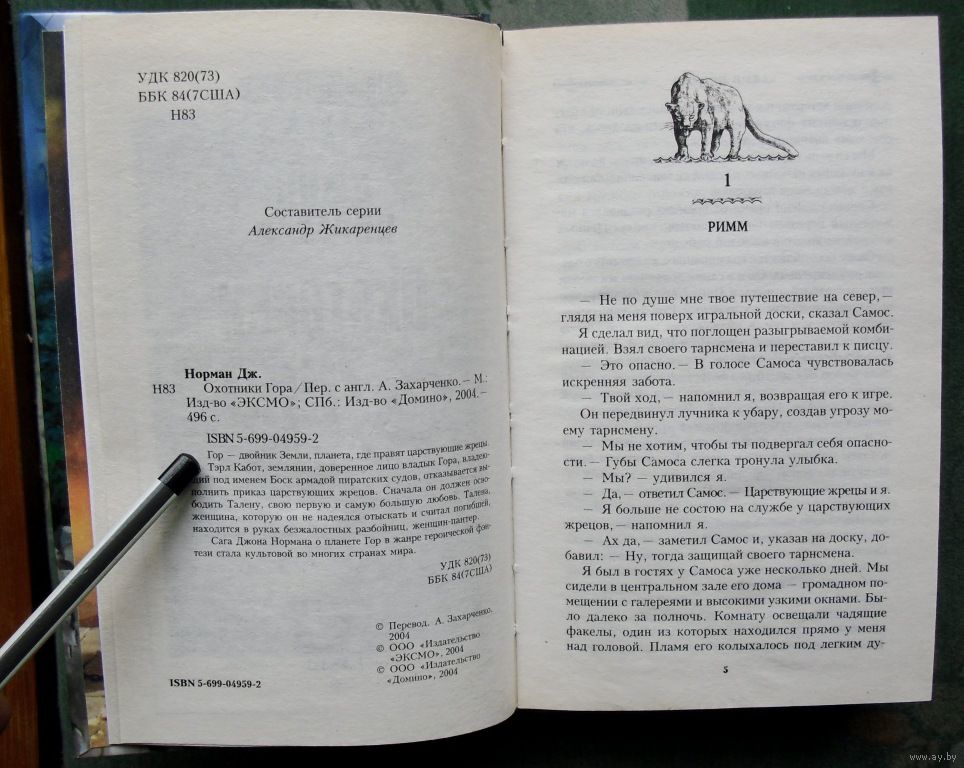 УДК 820(73)
ББК 84(7США)
Н83
Составитель серии
Александр Жикаренцев
Норман Дж.
Н83 Охотники Гора / Пер. с англ. А. Захарченко. — М.:
Изд-во «ЭКСМО»; СПб.: Изд-во «Домино», 2004. —
496 с.
ISBN 5-699-04959-2
Гор — двойник Земли, планета, где правят царствующие жрецы.
Тэрл Кабот, землянин, доверенное лицо владык Гора, владею-
щий под именем Боск армадой пиратских судов, отказывается вы-
полнить приказ царствующих жрецов. Сначала он должен осво-
бодить Талену, свою первую и самую большую любовь. Талена,
женщина, которую он не надеялся отыскать и считал погибшей,
находится в руках безжалостных разбойниц, женщин-пантер.
Сага Джона Нормана о планете Гор в жанре героической фэн-
тези стала культовой во многих странах мира.
УДК 820(73)
ББК 84(7США)
© Перевод. А. Захарченко,
2004
© ООО «Издательство
«ЭКСМО», 2004
© ООО «Издательство
«Домино», 2004
ISBN 5-699-04959-2
1
РИММ
— Не по душе мне твое путешествие на север, —
глядя на меня поверх игральной доски, сказал Самос.
Я сделал вид, что поглощен разыгрываемой комби-
нацией. Взял своего тарнсмена и переставил к писцу.
— Это опасно. — В голосе Самоса чувствовалась
искренняя забота.
— Твой ход, — напомнил я, возвращая его к игре.
Он передвинул лучника к убару, создав угрозу мо-
ему тарнсмену.
— Мы не хотим, чтобы ты подвергал себя опасно-
сти. — Губы Самоса слегка тронула улыбка.
— Мы? — удивился я.
— Да, — ответил Самос. — Царствующие жрецы и я.
— Я больше не состою на службе у царствующих
жрецов, — напомнил я.
— Ах да, — заметил Самос и, указав на доску, до-
бавил: — Ну, тогда защищай своего тарнсмена.
Я был в гостях у Самоса уже несколько дней. Мы
сидели в центральном зале его дома — громадном по-
мещении с галереями и высокими узкими окнами. Бы-
ло далеко за полночь. Комнату освещали чадящие
факелы, один из которых находился прямо у меня
над головой. Пламя его колыхалось под легким ду-
5
www.ay.by